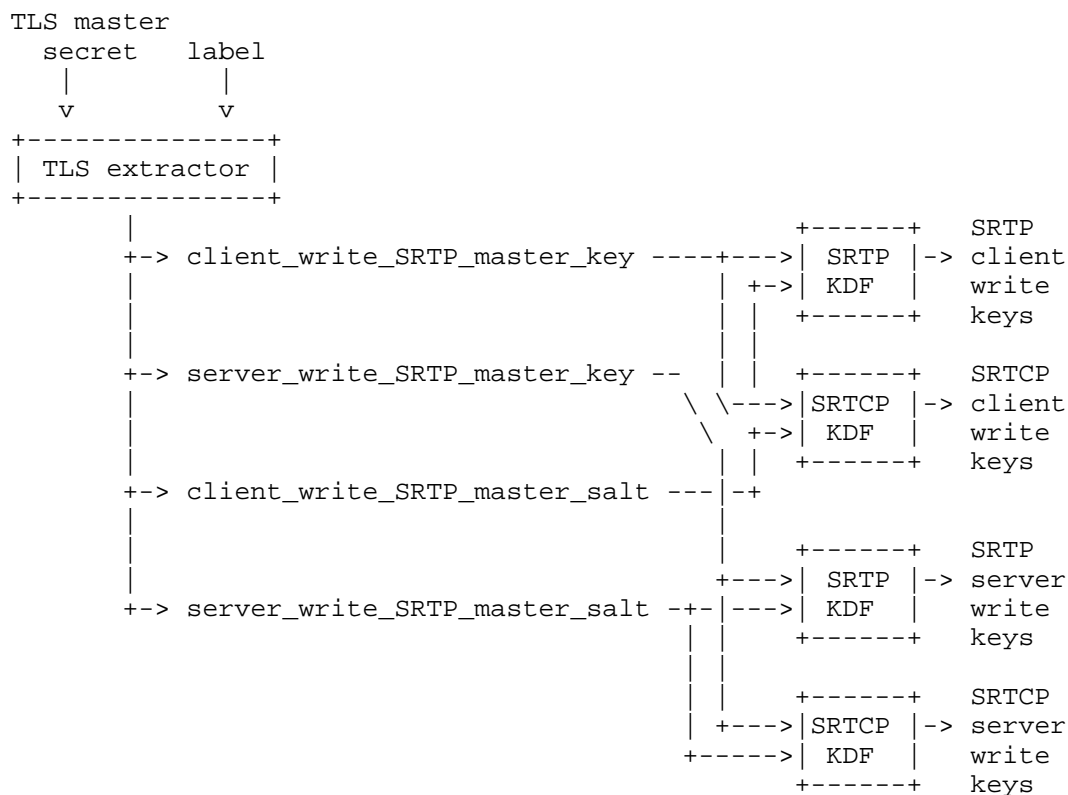 TLS master
secret label
| |
v v
+---------------+
| TLS extractor |
+---------------+
| +------+ SRTP
+-> client_write_SRTP_master_key ----+--->| SRTP |-> client
| | +->| KDF | write
| | | +------+ keys
| | |
+-> server_write_SRTP_master_key -- | | +------+ SRTCP
| \ \--->|SRTCP |-> client
| \ +->| KDF | write
| | | +------+ keys
+-> client_write_SRTP_master_salt ---|-+
| |
| | +------+ SRTP
| +--->| SRTP |-> server
+-> server_write_SRTP_master_salt -+-|--->| KDF | write
| | +------+ keys
| |
| | +------+ SRTCP
| +--->|SRTCP |-> server
+----->| KDF | write
+------+ keys